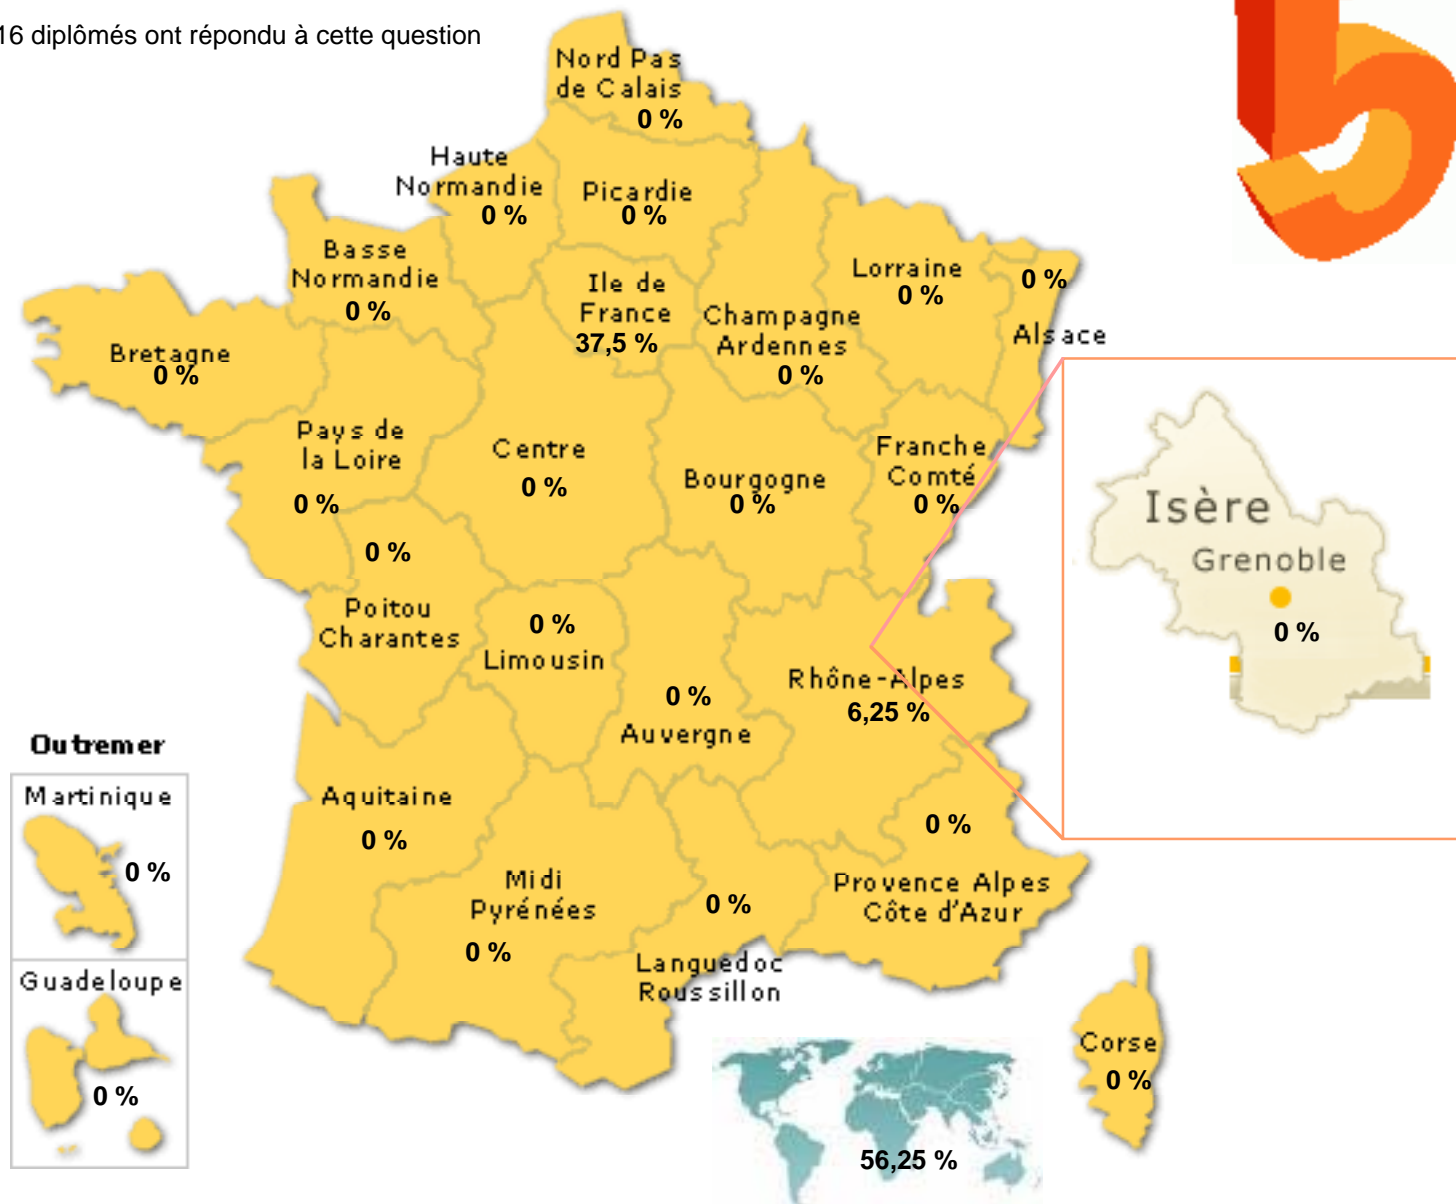 16 diplômés ont répondu à cette question
Nord Pas
de Calais
0 %
Haute
Normandie
0 %
Picardie
0 %
Basse
Normandie
0 %
Ile de
France
37,5 %
Champagne
Ardennes
0 %
Lorraine
0 %
0 %
Alsace
Bretagne
0 %
Pays de
la Loire
0 %
Centre
0 %
Bourgogne
0 %
Franche
Comté
0 %
Isère
Grenoble
0 %
0 %
Poitou
Charantes
0 %
Limousin
0 %
Auvergne
Rhône-Alpes
6,25 %
Outremer
Martinique
0 %
Guadeloupe
0 %
Aquitaine
0 %
Midi
Pyrénées
0 %
0 %
Languedoc
Roussillon
0 %
Provence Alpes
Côte d'Azur
Corse
0 %
56,25 %